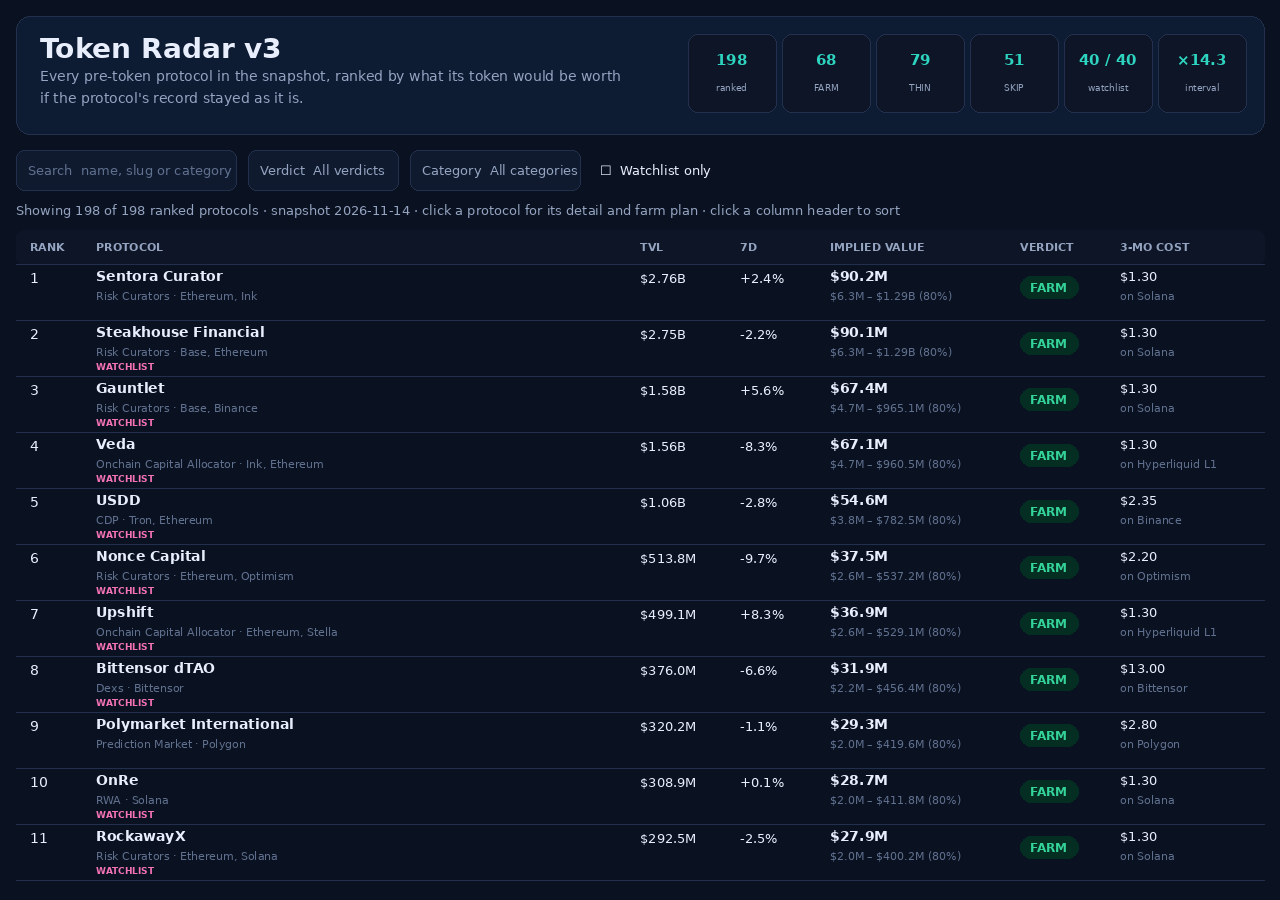 Token Radar v3
Every pre-token protocol in the snapshot, ranked by what its token would be worth
if the protocol's record stayed as it is.
198 68 79 51 40 / 40 ×14.3
ranked FARM THIN SKIP watchlist interval
Search name, slug or category Verdict All verdicts Category All categories ☐ Watchlist only
Showing 198 of 198 ranked protocols · snapshot 2026-11-14 · click a protocol for its detail and farm plan · click a column header to sort
RANK PROTOCOL TVL 7D IMPLIED VALUE VERDICT 3-MO COST
1 Sentora Curator $2.76B +2.4% $90.2M FARM $1.30
Risk Curators · Ethereum, Ink $6.3M – $1.29B (80%) on Solana
2 Steakhouse Financial $2.75B -2.2% $90.1M FARM $1.30
Risk Curators · Base, Ethereum $6.3M – $1.29B (80%) on Solana
WATCHLIST
3 Gauntlet $1.58B +5.6% $67.4M FARM $1.30
Risk Curators · Base, Binance $4.7M – $965.1M (80%) on Solana
WATCHLIST
4 Veda $1.56B -8.3% $67.1M FARM $1.30
Onchain Capital Allocator · Ink, Ethereum $4.7M – $960.5M (80%) on Hyperliquid L1
WATCHLIST
5 USDD $1.06B -2.8% $54.6M FARM $2.35
CDP · Tron, Ethereum $3.8M – $782.5M (80%) on Binance
WATCHLIST
6 Nonce Capital $513.8M -9.7% $37.5M FARM $2.20
Risk Curators · Ethereum, Optimism $2.6M – $537.2M (80%) on Optimism
WATCHLIST
7 Upshift $499.1M +8.3% $36.9M FARM $1.30
Onchain Capital Allocator · Ethereum, Stella $2.6M – $529.1M (80%) on Hyperliquid L1
WATCHLIST
8 Bittensor dTAO $376.0M -6.6% $31.9M FARM $13.00
Dexs · Bittensor $2.2M – $456.4M (80%) on Bittensor
WATCHLIST
9 Polymarket International $320.2M -1.1% $29.3M FARM $2.80
Prediction Market · Polygon $2.0M – $419.6M (80%) on Polygon
10 OnRe $308.9M +0.1% $28.7M FARM $1.30
RWA · Solana $2.0M – $411.8M (80%) on Solana
WATCHLIST
11 RockawayX $292.5M -2.5% $27.9M FARM $1.30
Risk Curators · Ethereum, Solana $2.0M – $400.2M (80%) on Solana
WATCHLIST